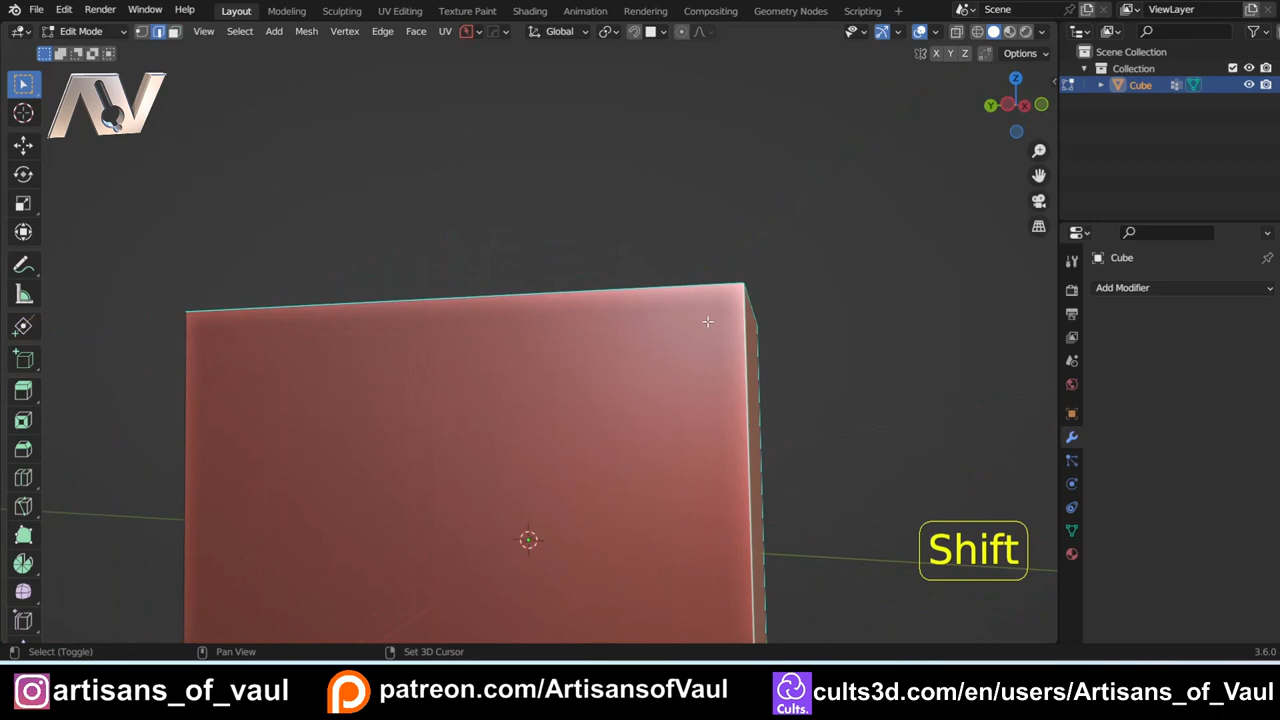 File Edit Render Window Help Layout Modeling Sculpting UV Editing Texture Paint Shading Animation Rendering Compositing Geometry Nodes Scripting + Scene ViewLayer
Edit Mode View Select Add Mesh Vertex Edge Face UV Global
X Y Z Options
Scene Collection
Collection
Cube
AV
Z
Y X
Cube
Add Modifier
Shift
Select (Toggle) Pan View Set 3D Cursor 3.6.0
artisans_of_vaul patreon.com/ArtisansofVaul Cults. cults3d.com/en/users/Artisans_of_Vaul